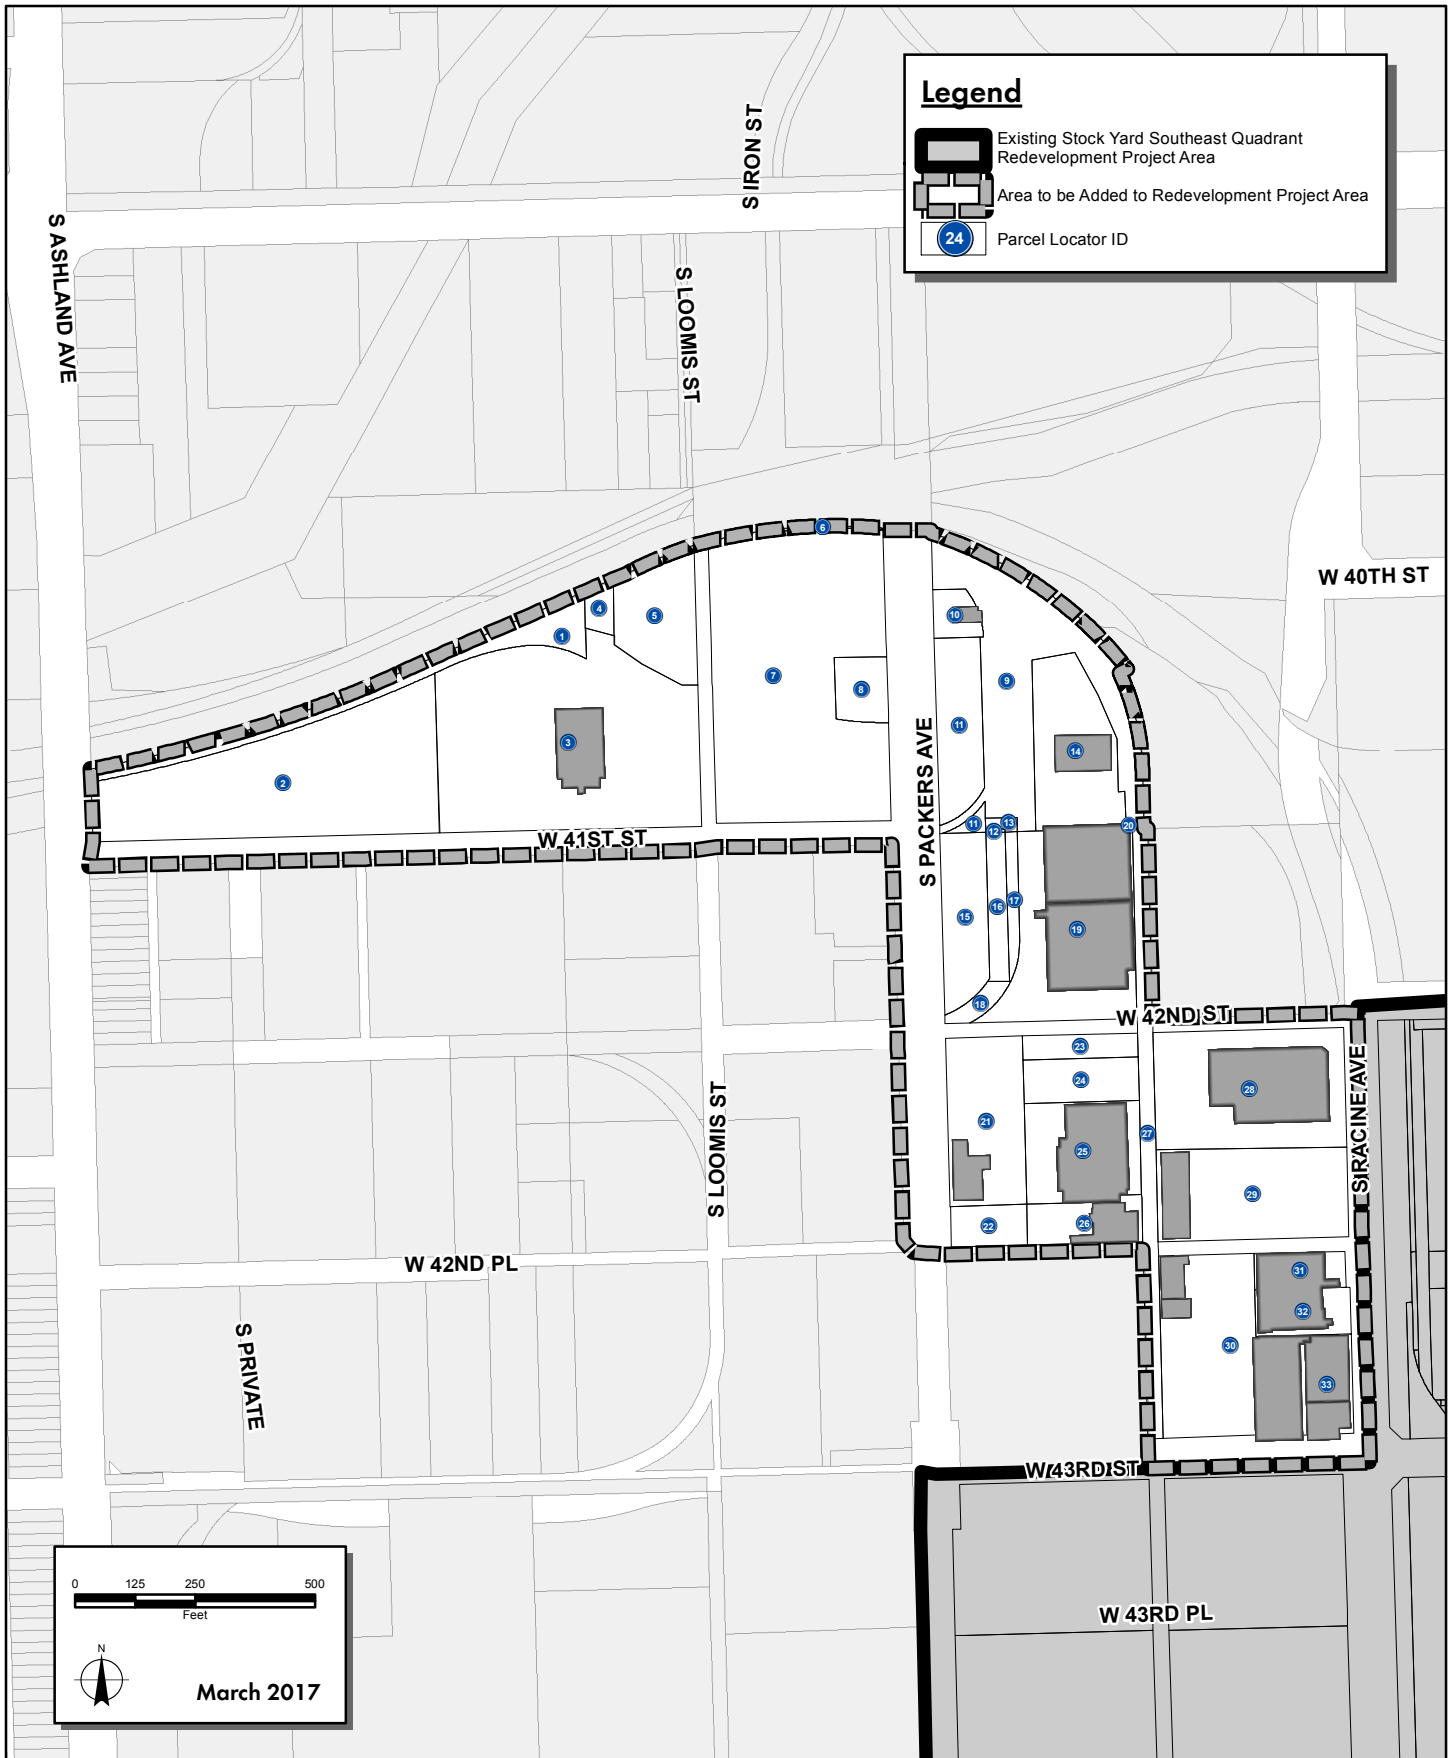 Legend
Existing Stock Yard Southeast Quadrant
Redevelopment Project Area
Area to be Added to Redevelopment Project Area
24
Parcel Locator ID
S IRON ST
S ASHLAND AVE
S LOOMIS ST
W 40TH ST
6
4
5
10
1
7
9
8
11
3
14
2
S PACKERS AVE
11
12
13
20
W 41ST ST
17
16
15
19
18
W 42ND ST
23
S RACINE AVE
24
28
21
27
25
S LOOMIS ST
29
22
26
W 42ND PL
31
32
S PRIVATE
30
33
W 43RD ST
W 43RD PL
0 125 250 500
Feet
N
March 2017